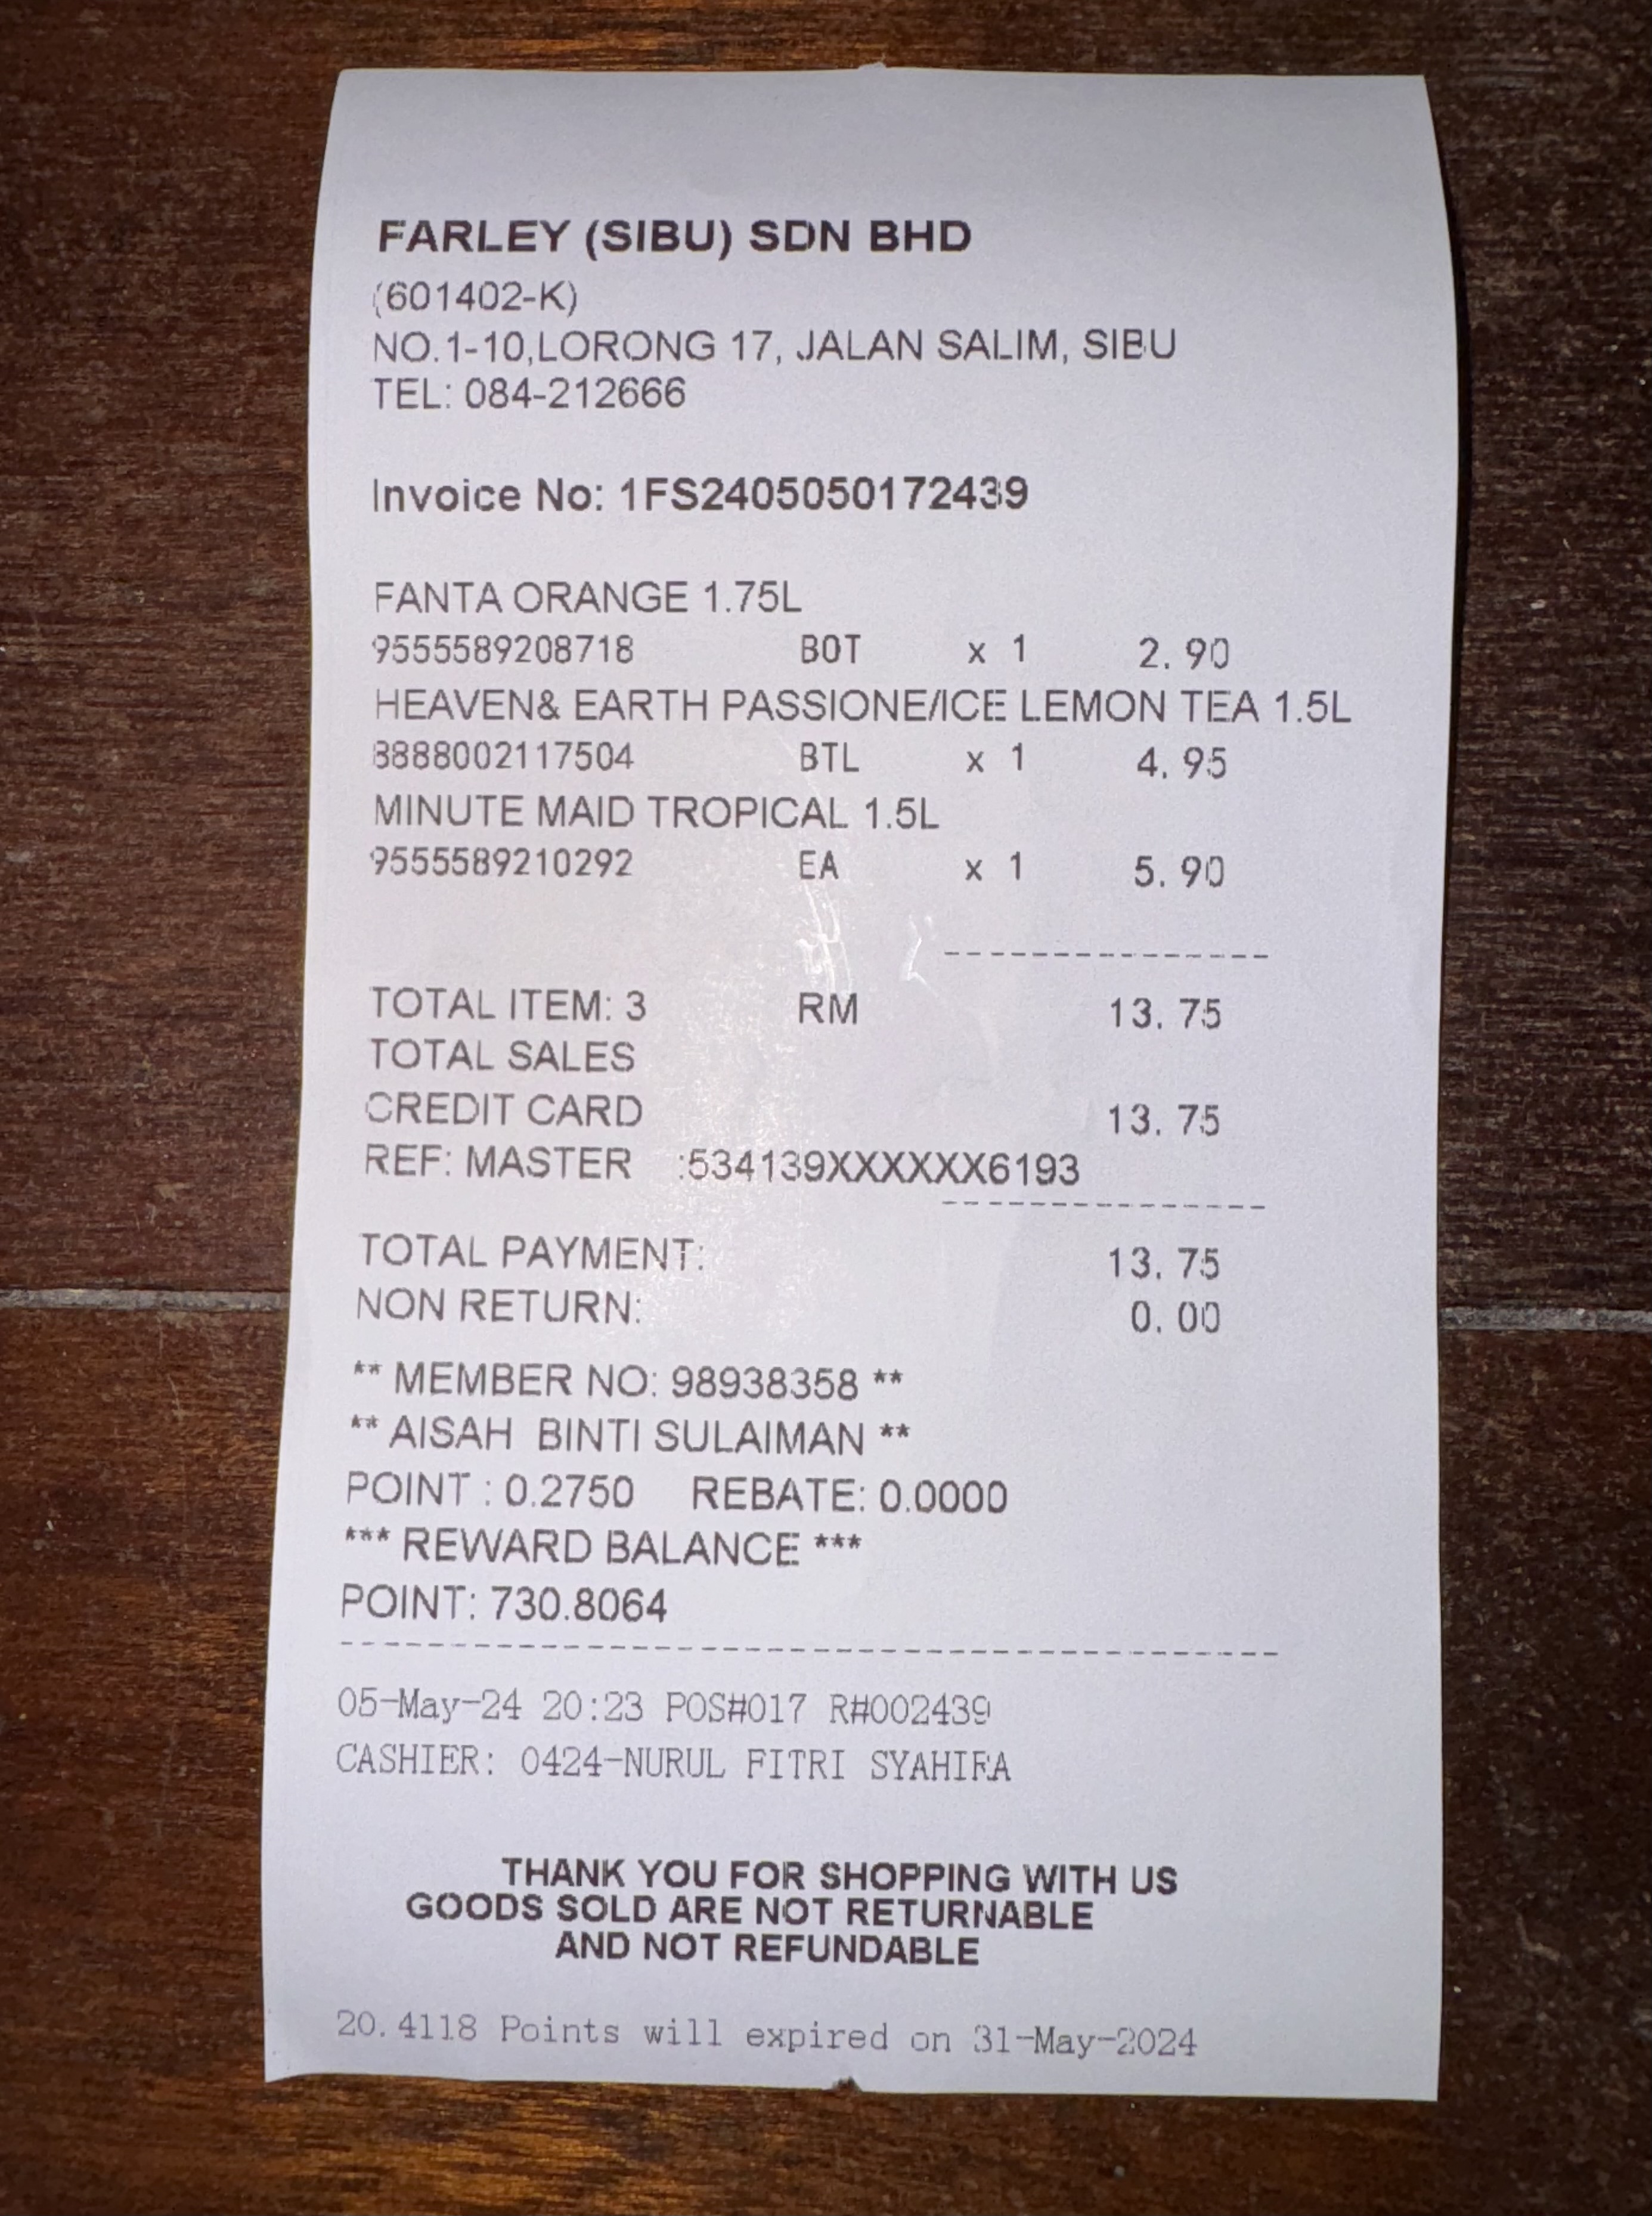 FARLEY (SIBU) SDN BHD
(601402-K)
NO.1-10,LORONG 17, JALAN SALIM, SIBU
TEL: 084-212666
Invoice No: 1FS2405050172439
FANTA ORANGE 1.75L
9555589208718 BOT x 1 2.90
HEAVEN& EARTH PASSIONE/ICE LEMON TEA 1.5L
8888002117504 BTL x 1 4.95
MINUTE MAID TROPICAL 1.5L
9555589210292 EA x 1 5.90
TOTAL ITEM: 3 RM 13.75
TOTAL SALES
CREDIT CARD 13.75
REF: MASTER :534139XXXXXX6193
TOTAL PAYMENT: 13.75
NON RETURN: 0.00
** MEMBER NO: 98938358 **
** AISAH BINTI SULAIMAN **
POINT : 0.2750 REBATE: 0.0000
*** REWARD BALANCE ***
POINT: 730.8064
05-May-24 20:23 POS#017 R#002439
CASHIER: 0424-NURUL FITRI SYAHIRA
THANK YOU FOR SHOPPING WITH US
GOODS SOLD ARE NOT RETURNABLE
AND NOT REFUNDABLE
20.4118 Points will expired on 31-May-2024